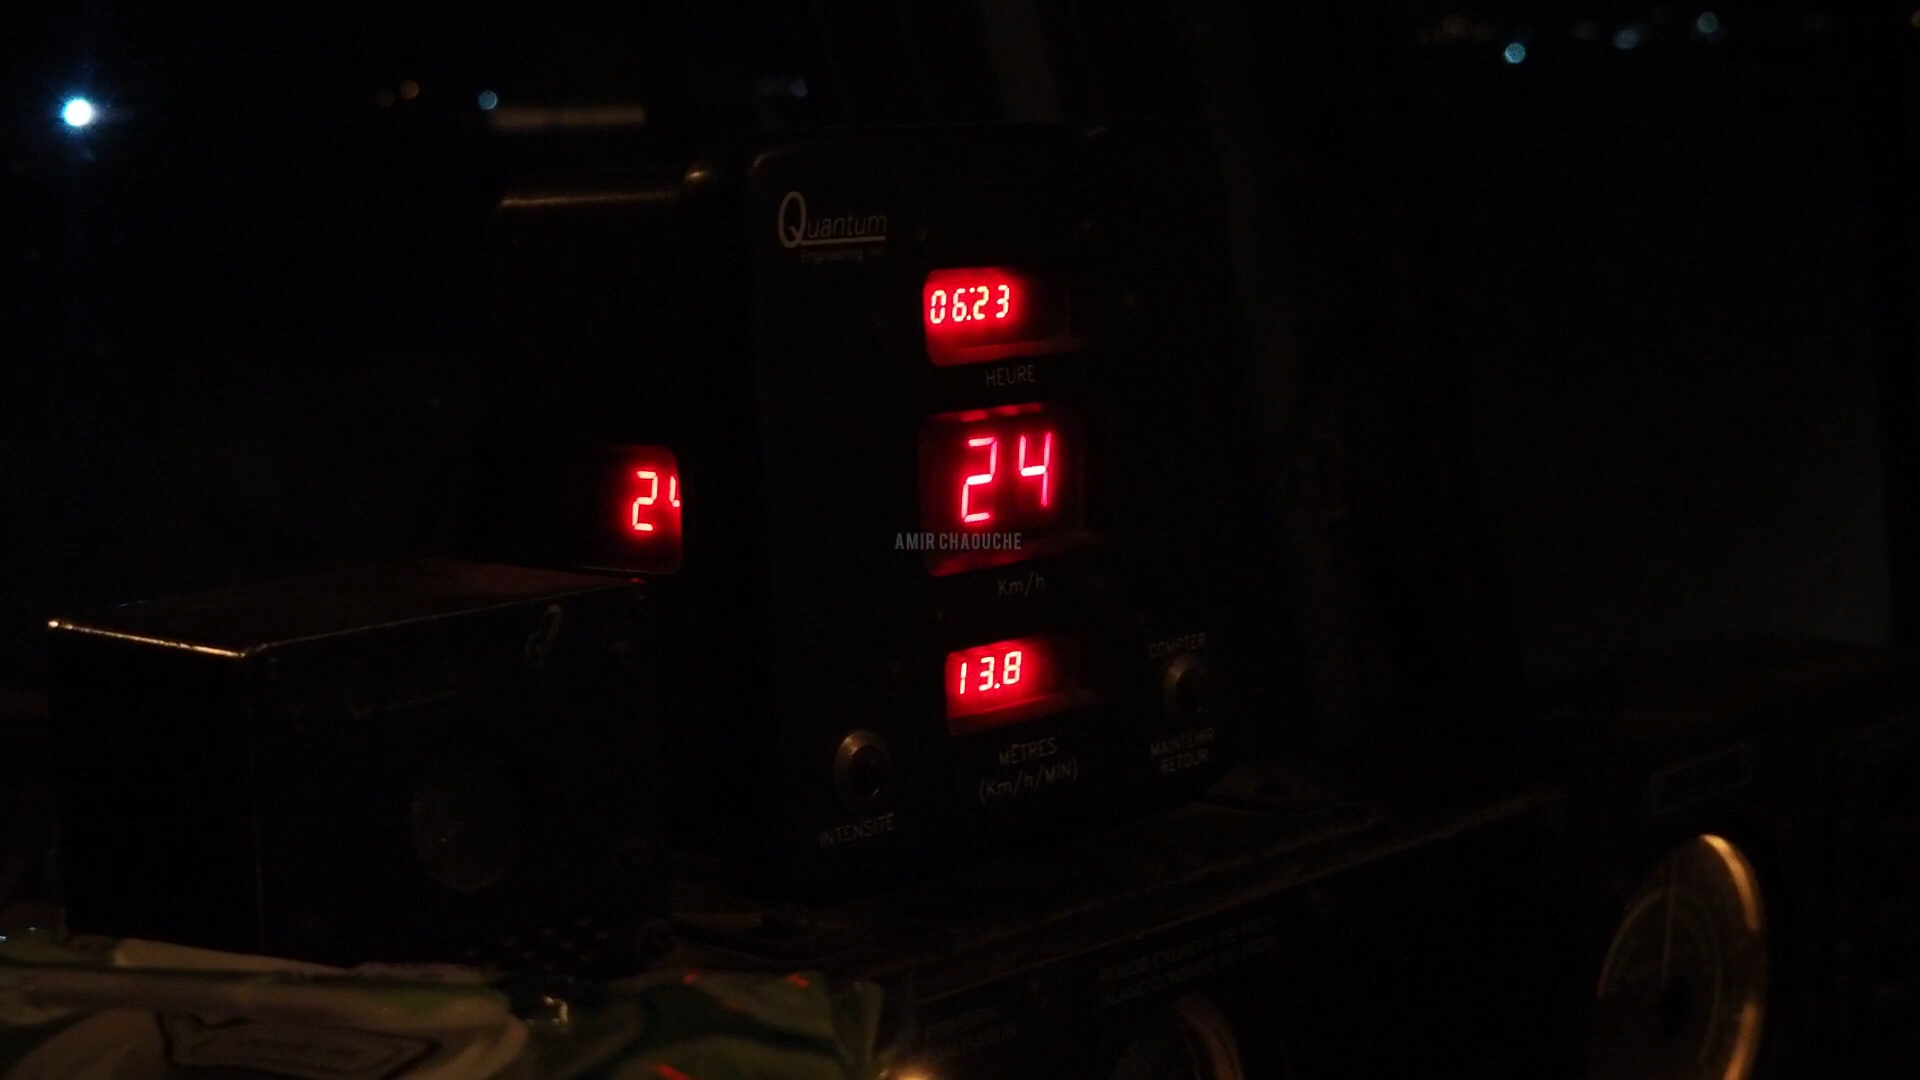 Quantum
Engineering Inc.
06:23
HEURE
24
24
AMIR CHAOUCHE
Km/h
13.8
MÈTRES
(Km/h/MIN)
COMPTER
MAINTENIR
RETOUR
INTENSITÉ